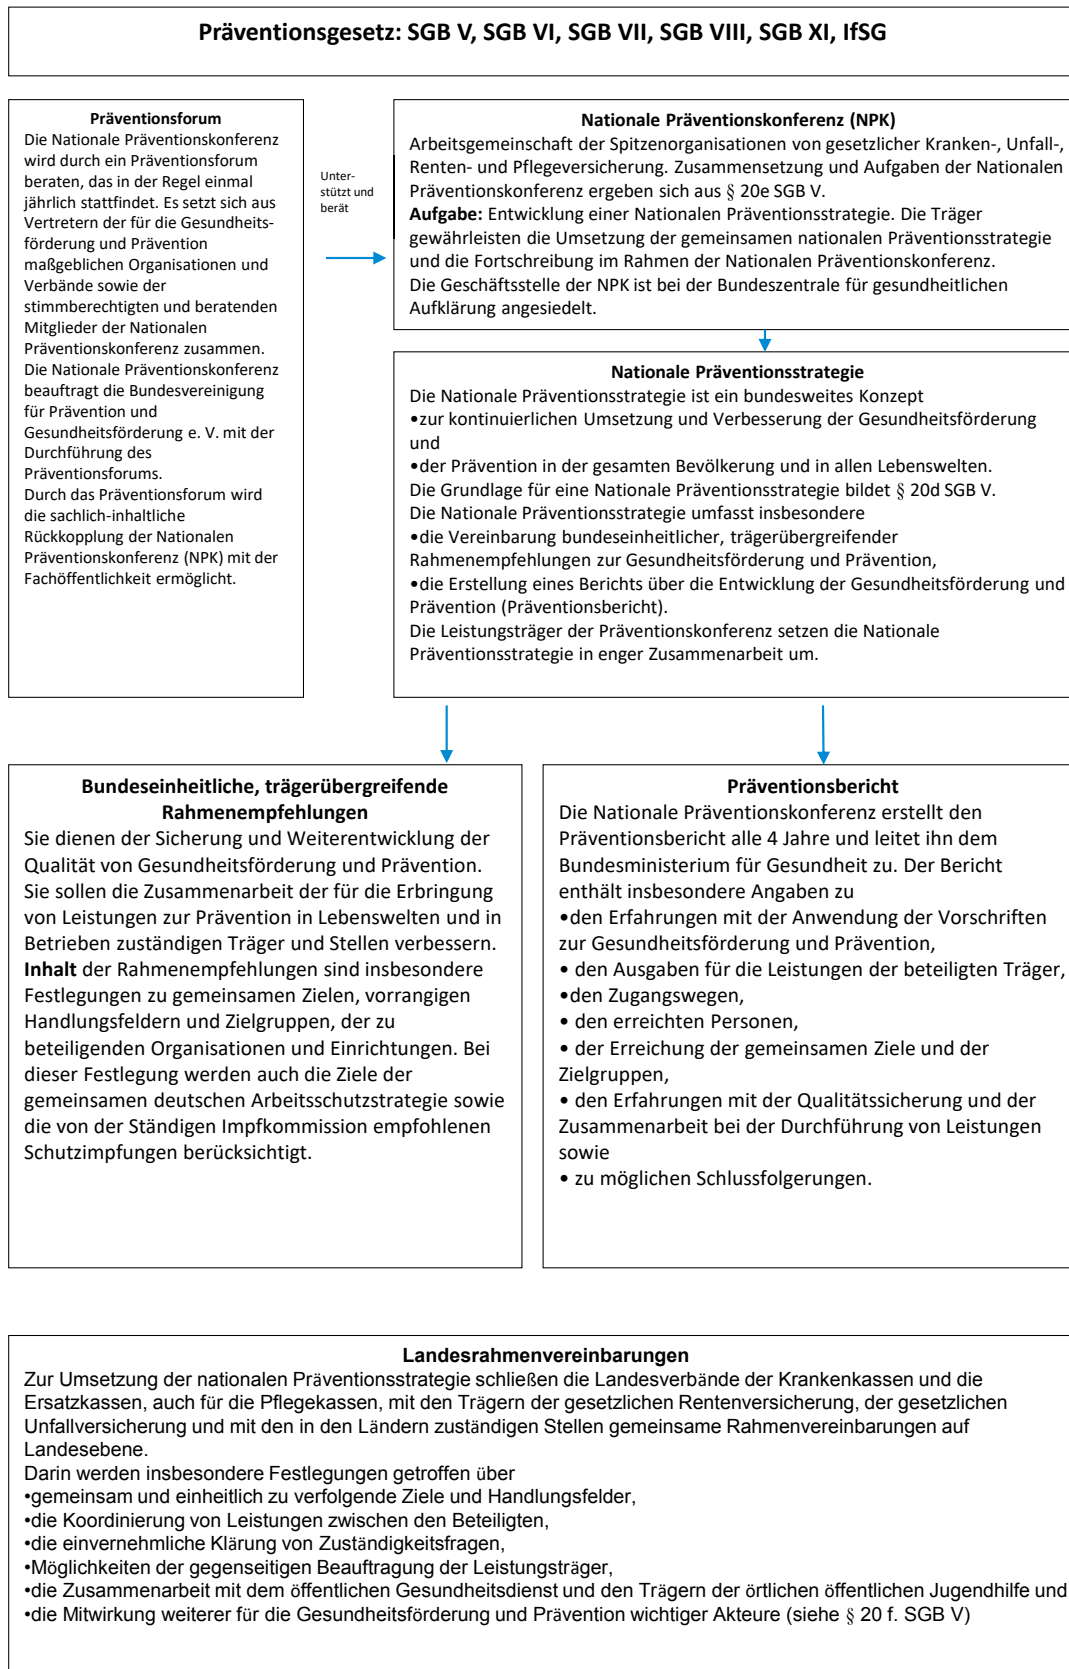 Präventionsgesetz: SGB V, SGB VI, SGB VII, SGB VIII, SGB XI, IfSG
Präventionsforum
Die Nationale Präventionskonferenz
wird durch ein Präventionsforum
beraten, das in der Regel einmal
jährlich stattfindet. Es setzt sich aus
Vertretern der für die Gesundheits-
förderung und Prävention
maßgeblichen Organisationen und
Verbände sowie der
stimmberechtigten und beratenden
Mitglieder der Nationalen
Präventionskonferenz zusammen.
Die Nationale Präventionskonferenz
beauftragt die Bundesvereinigung
für Prävention und
Gesundheitsförderung e. V. mit der
Durchführung des
Präventionsforums.
Durch das Präventionsforum wird
die sachlich-inhaltliche
Rückkopplung der Nationalen
Präventionskonferenz (NPK) mit der
Fachöffentlichkeit ermöglicht.
Unter-
stützt und
berät
Nationale Präventionskonferenz (NPK)
Arbeitsgemeinschaft der Spitzenorganisationen von gesetzlicher Kranken-, Unfall-,
Renten- und Pflegeversicherung. Zusammensetzung und Aufgaben der Nationalen
Präventionskonferenz ergeben sich aus § 20e SGB V.
Aufgabe: Entwicklung einer Nationalen Präventionsstrategie. Die Träger
gewährleisten die Umsetzung der gemeinsamen nationalen Präventionsstrategie
und die Fortschreibung im Rahmen der Nationalen Präventionskonferenz.
Die Geschäftsstelle der NPK ist bei der Bundeszentrale für gesundheitlichen
Aufklärung angesiedelt.
Nationale Präventionsstrategie
Die Nationale Präventionsstrategie ist ein bundesweites Konzept
•zur kontinuierlichen Umsetzung und Verbesserung der Gesundheitsförderung
und
•der Prävention in der gesamten Bevölkerung und in allen Lebenswelten.
Die Grundlage für eine Nationale Präventionsstrategie bildet § 20d SGB V.
Die Nationale Präventionsstrategie umfasst insbesondere
•die Vereinbarung bundeseinheitlicher, trägerübergreifender
Rahmenempfehlungen zur Gesundheitsförderung und Prävention,
•die Erstellung eines Berichts über die Entwicklung der Gesundheitsförderung und
Prävention (Präventionsbericht).
Die Leistungsträger der Präventionskonferenz setzen die Nationale
Präventionsstrategie in enger Zusammenarbeit um.
Bundeseinheitliche, trägerübergreifende
Rahmenempfehlungen
Sie dienen der Sicherung und Weiterentwicklung der
Qualität von Gesundheitsförderung und Prävention.
Sie sollen die Zusammenarbeit der für die Erbringung
von Leistungen zur Prävention in Lebenswelten und in
Betrieben zuständigen Träger und Stellen verbessern.
Inhalt der Rahmenempfehlungen sind insbesondere
Festlegungen zu gemeinsamen Zielen, vorrangigen
Handlungsfeldern und Zielgruppen, der zu
beteiligenden Organisationen und Einrichtungen. Bei
dieser Festlegung werden auch die Ziele der
gemeinsamen deutschen Arbeitsschutzstrategie sowie
die von der Ständigen Impfkommission empfohlenen
Schutzimpfungen berücksichtigt.
Präventionsbericht
Die Nationale Präventionskonferenz erstellt den
Präventionsbericht alle 4 Jahre und leitet ihn dem
Bundesministerium für Gesundheit zu. Der Bericht
enthält insbesondere Angaben zu
•den Erfahrungen mit der Anwendung der Vorschriften
zur Gesundheitsförderung und Prävention,
• den Ausgaben für die Leistungen der beteiligten Träger,
•den Zugangswegen,
• den erreichten Personen,
• der Erreichung der gemeinsamen Ziele und der
Zielgruppen,
• den Erfahrungen mit der Qualitätssicherung und der
Zusammenarbeit bei der Durchführung von Leistungen
sowie
• zu möglichen Schlussfolgerungen.
Landesrahmenvereinbarungen
Zur Umsetzung der nationalen Präventionsstrategie schließen die Landesverbände der Krankenkassen und die
Ersatzkassen, auch für die Pflegekassen, mit den Trägern der gesetzlichen Rentenversicherung, der gesetzlichen
Unfallversicherung und mit den in den Ländern zuständigen Stellen gemeinsame Rahmenvereinbarungen auf
Landesebene.
Darin werden insbesondere Festlegungen getroffen über
•gemeinsam und einheitlich zu verfolgende Ziele und Handlungsfelder,
•die Koordinierung von Leistungen zwischen den Beteiligten,
•die einvernehmliche Klärung von Zuständigkeitsfragen,
•Möglichkeiten der gegenseitigen Beauftragung der Leistungsträger,
•die Zusammenarbeit mit dem öffentlichen Gesundheitsdienst und den Trägern der örtlichen öffentlichen Jugendhilfe und
•die Mitwirkung weiterer für die Gesundheitsförderung und Prävention wichtiger Akteure (siehe § 20 f. SGB V)